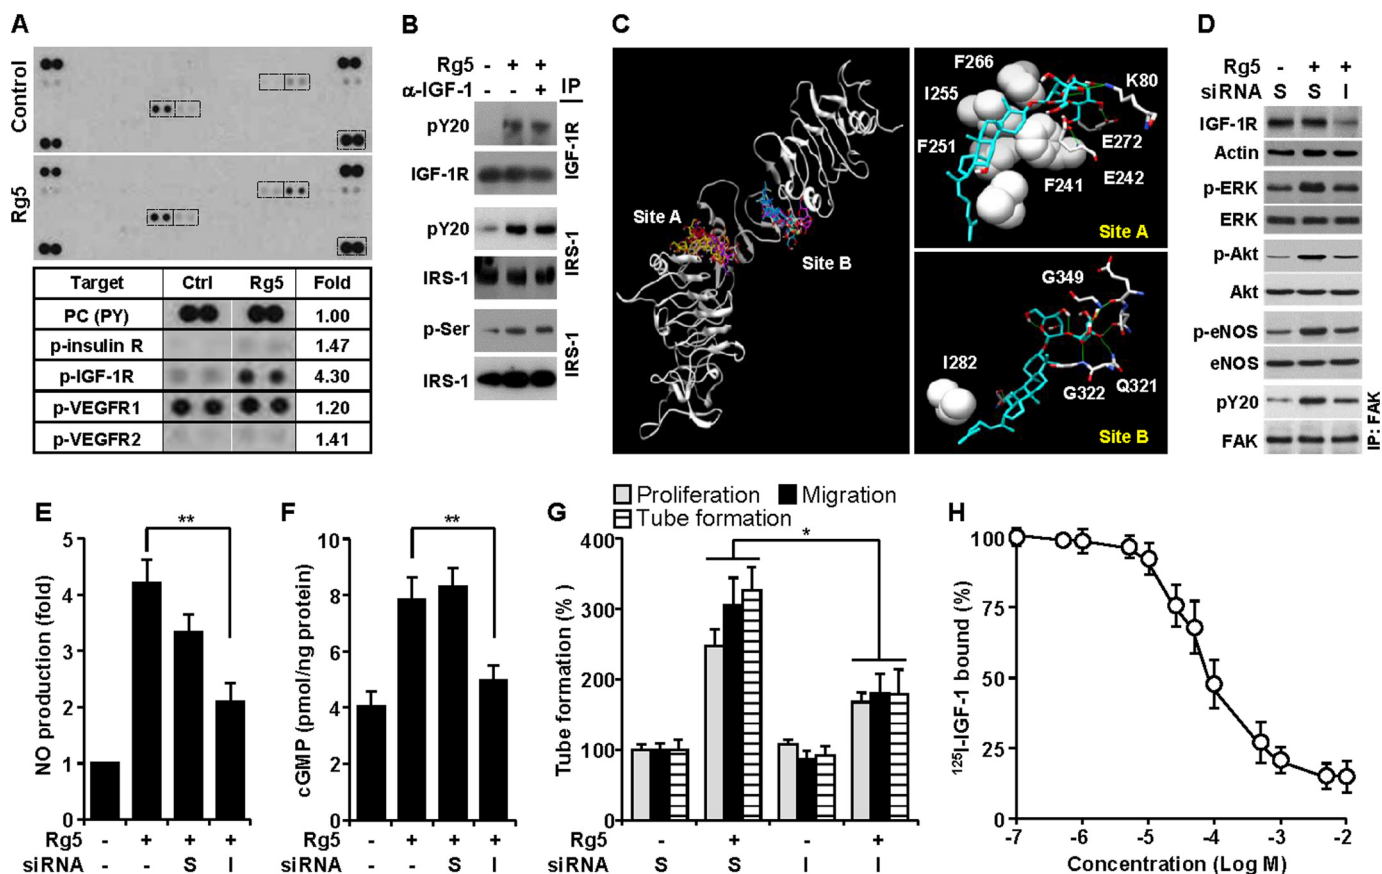 A
Control
Rg5
Target Ctrl Rg5 Fold
PC (PY) 1.00
p-insulin R 1.47
p-IGF-1R 4.30
p-VEGFR1 1.20
p-VEGFR2 1.41
B
Rg5 - + +
α-IGF-1 - - + IP
pY20
IGF-1R
IGF-1R
pY20
IRS-1
IRS-1
p-Ser
IRS-1
IRS-1
C
Site A
Site B
F266
K80
I255
F251
E272
F241
E242
Site A
G349
I282
G322
Q321
Site B
D
Rg5 - + +
siRNA S S I
IGF-1R
Actin
p-ERK
ERK
p-Akt
Akt
p-eNOS
eNOS
pY20
FAK
IP: FAK
E
**
NO production (fold)
5
4
3
2
1
0
Rg5 - + + +
siRNA - - S I
F
**
cGMP (pmol/ng protein)
10
8
6
4
2
0
- + + +
- - S I
G
Proliferation Migration
Tube formation
*
Tube formation (% )
400
300
200
100
0
Rg5 - + - +
siRNA S S I I
H
125I-IGF-1 bound (%)
100
75
50
25
0
-7 -6 -5 -4 -3 -2
Concentration (Log M)